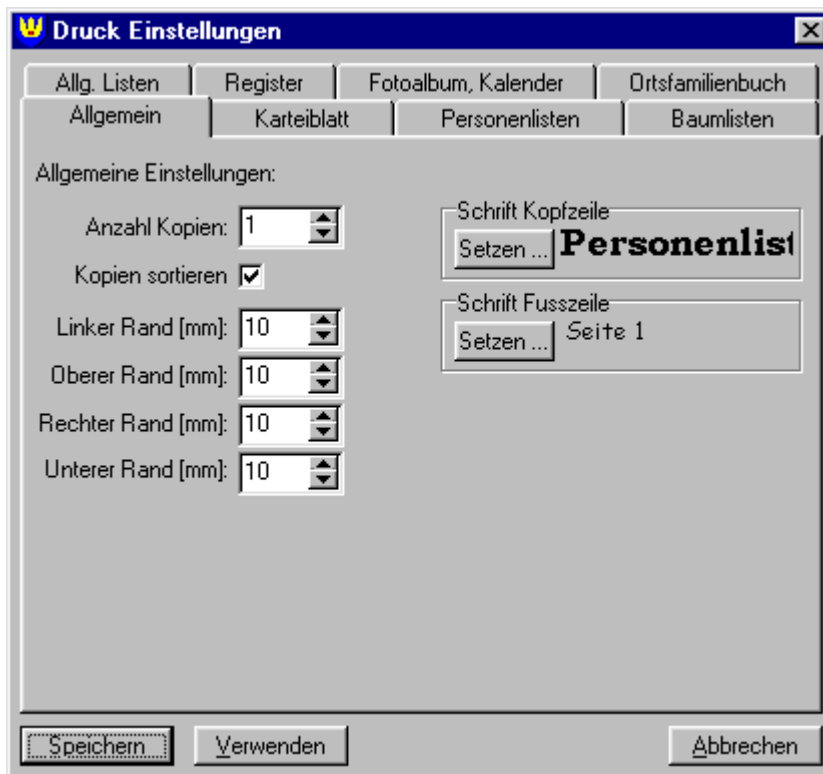 Druck Einstellungen
Allg. Listen Register Fotoalbum, Kalender Ortsfamilienbuch
Allgemein Karteiblatt Personenlisten Baumlisten
Allgemeine Einstellungen:
Anzahl Kopien: 1
Kopien sortieren
Linker Rand [mm]: 10
Oberer Rand [mm]: 10
Rechter Rand [mm]: 10
Unterer Rand [mm]: 10
Schrift Kopfzeile
Setzen ... Personenlist
Schrift Fusszeile
Setzen ... Seite 1
Speichern Verwenden Abbrechen